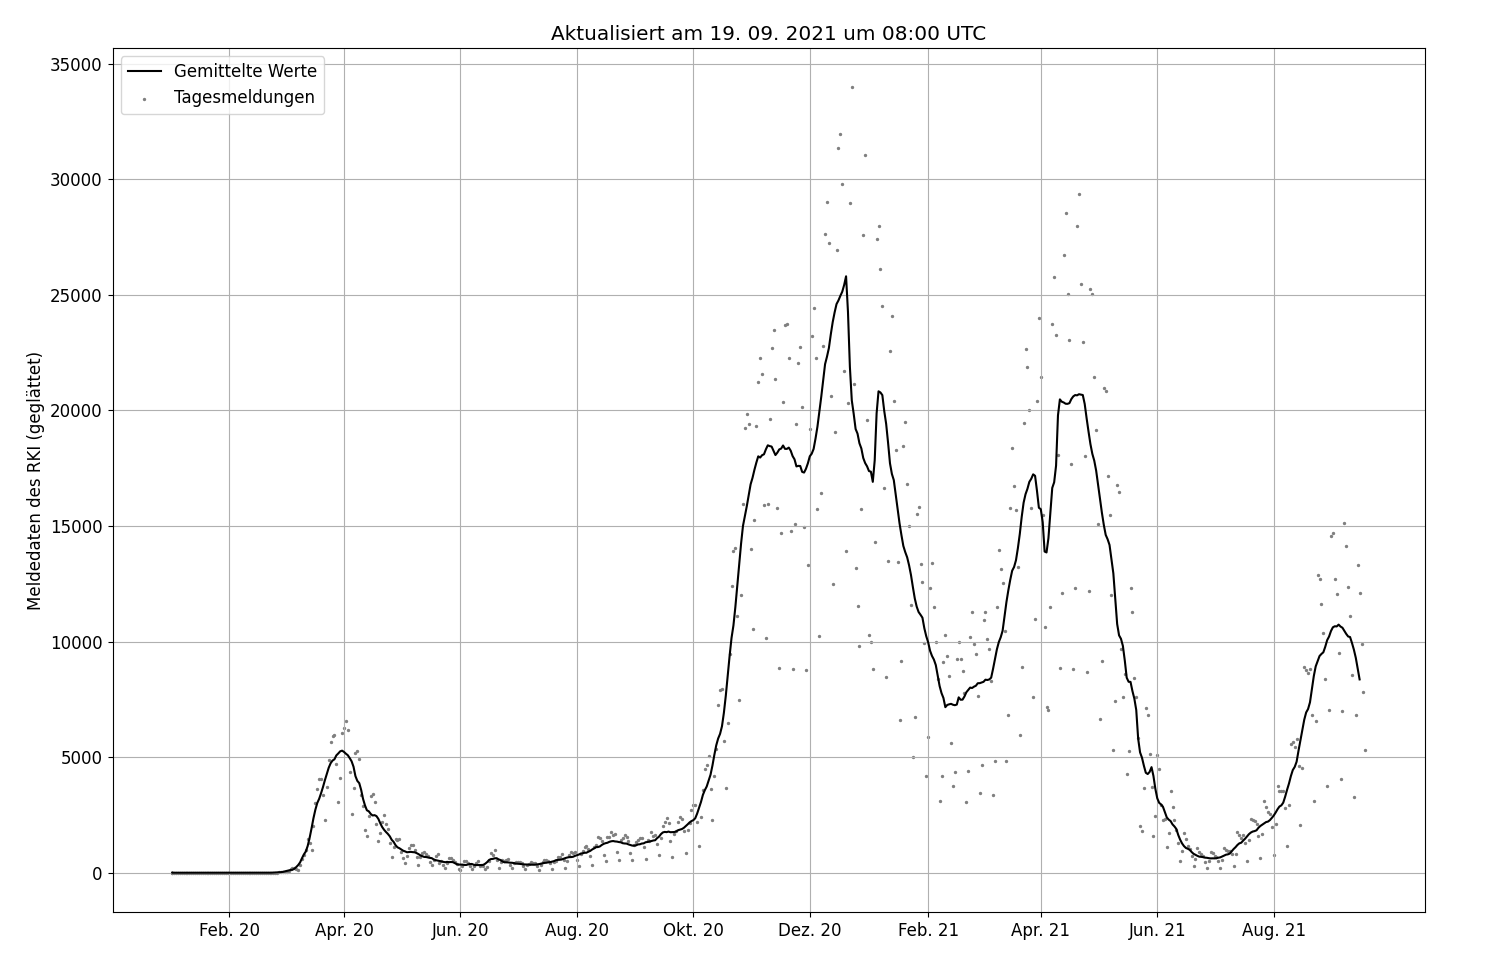 Aktualisiert am 19. 09. 2021 um 08:00 UTC
Gemittelte Werte
Tagesmeldungen
Meldedaten des RKI (geglättet)
35000
30000
25000
20000
15000
10000
5000
0
Feb. 20 Apr. 20 Jun. 20 Aug. 20 Okt. 20 Dez. 20 Feb. 21 Apr. 21 Jun. 21 Aug. 21